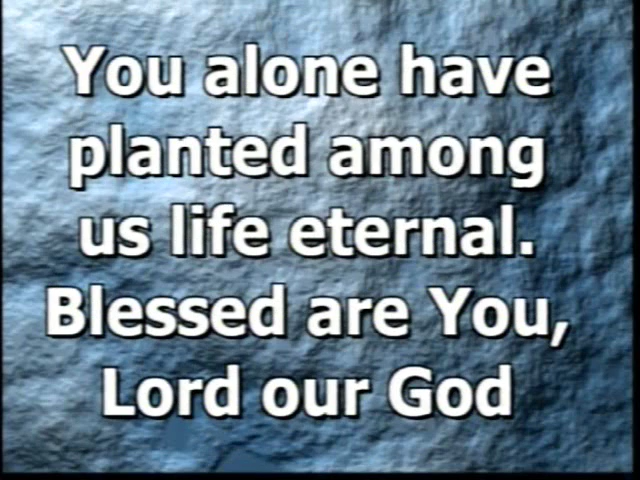 You alone have
planted among
us life eternal.
Blessed are You,
Lord our God